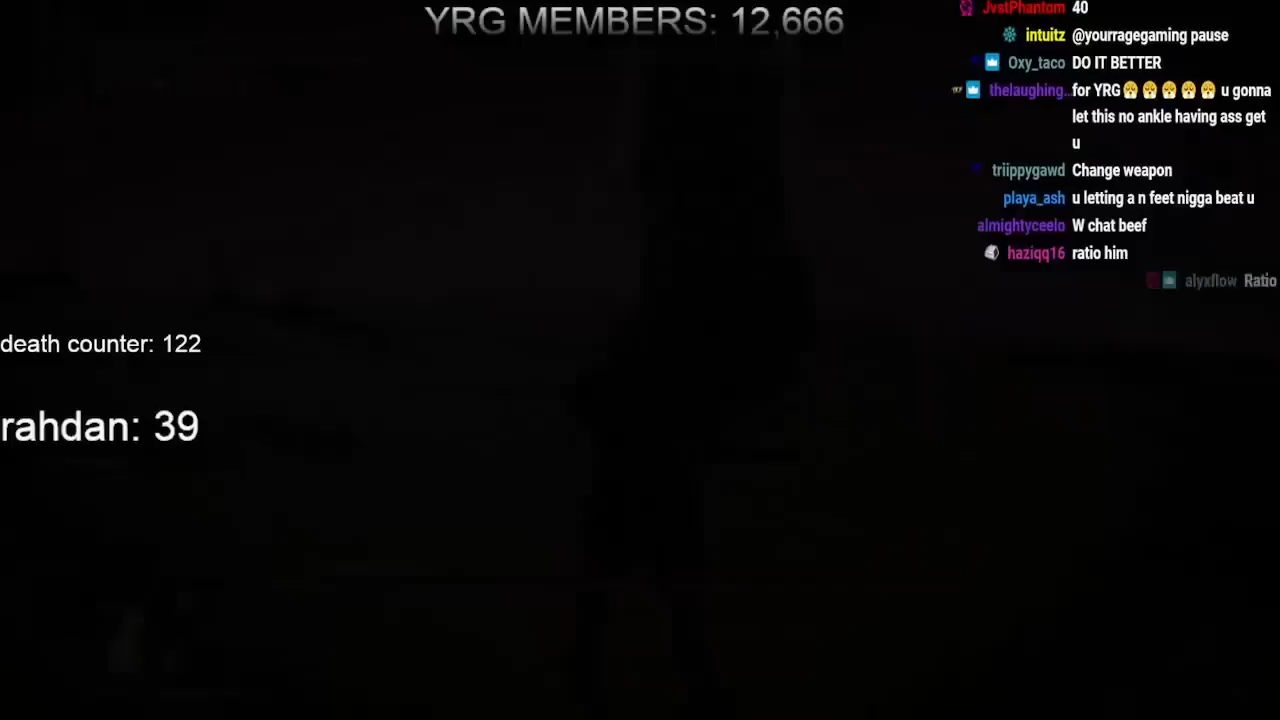 YRG MEMBERS: 12,666
JvstPhantom 40
intuitz @yourragegaming pause
Oxy_taco DO IT BETTER
thelaughing... for YRG😤😤😤😤😤 u gonna
let this no ankle having ass get
u
triippygawd Change weapon
playa_ash u letting a n feet nigga beat u
almightyceelo W chat beef
haziqq16 ratio him
alyxflow Ratio
death counter: 122
rahdan: 39